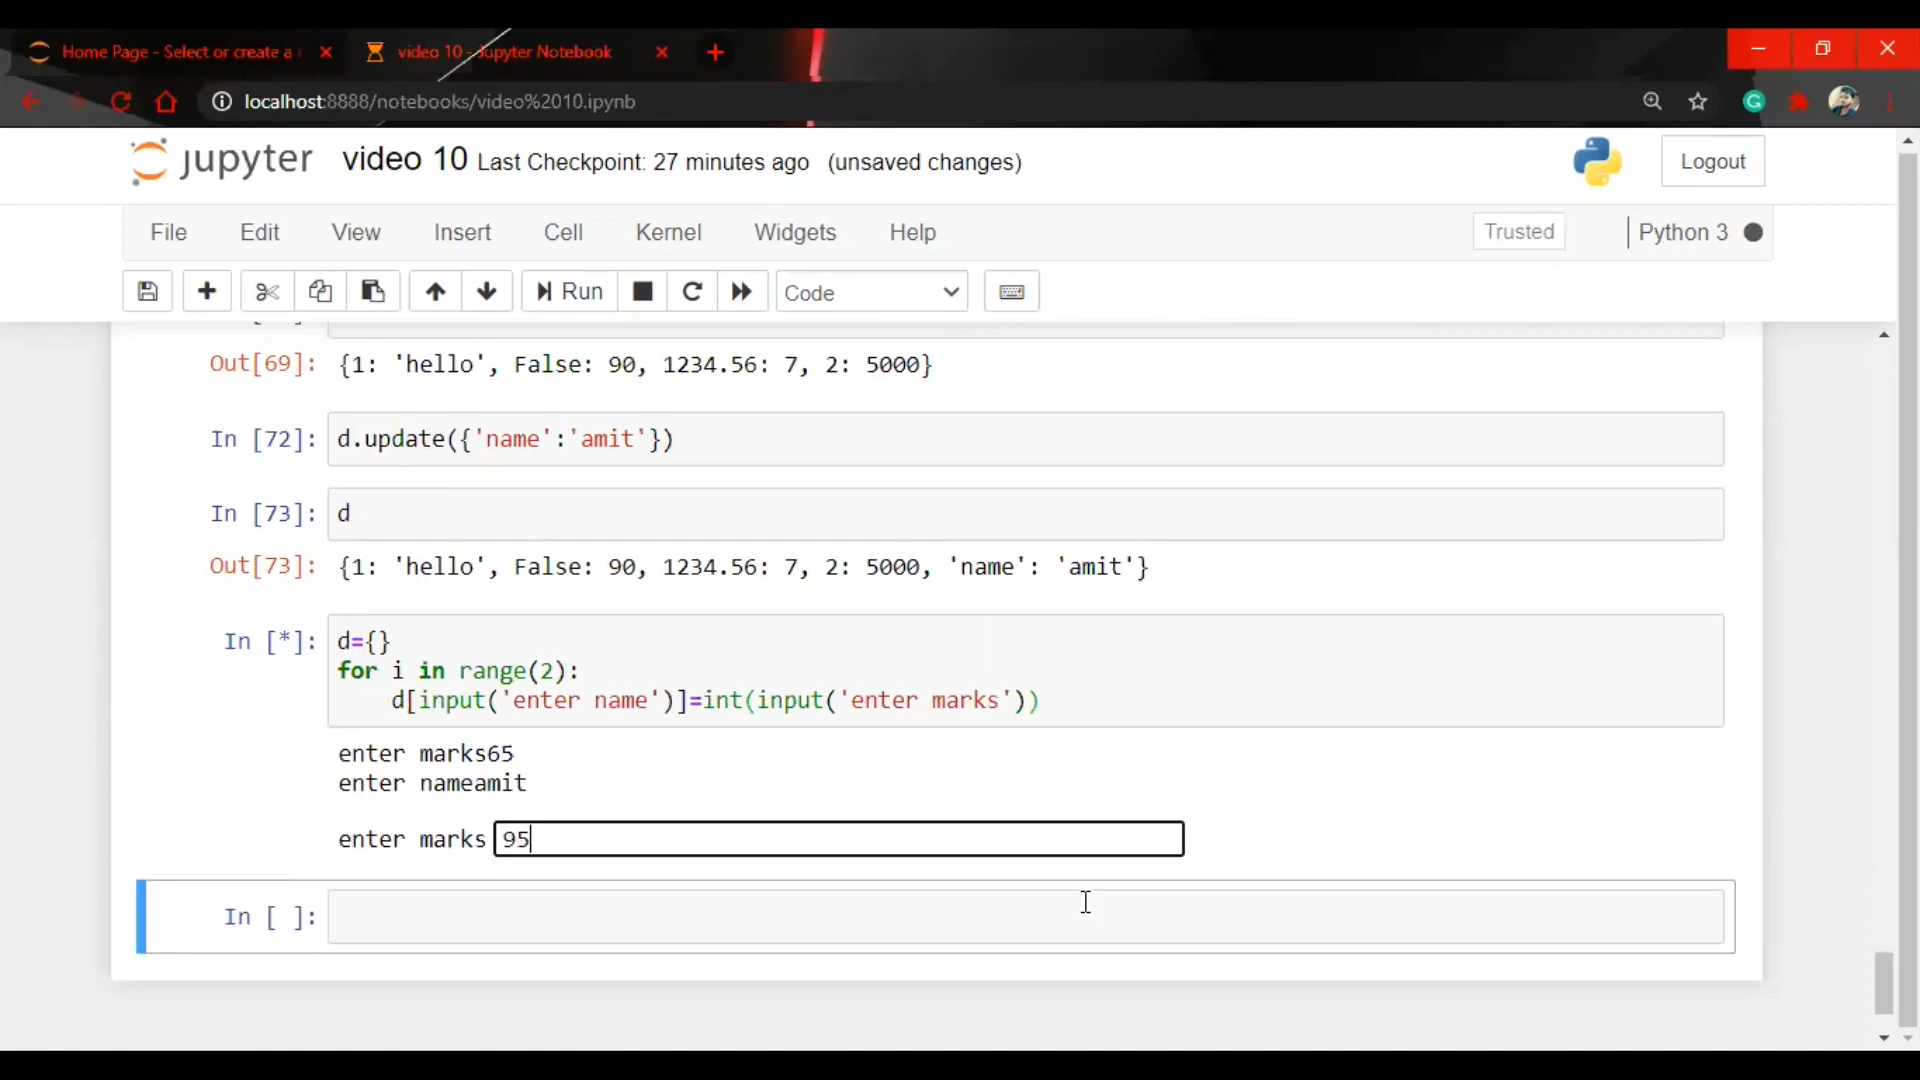 Home Page - Select or create a n
video 10 - Jupyter Notebook
localhost:8888/notebooks/video%2010.ipynb
jupyter video 10 Last Checkpoint: 27 minutes ago (unsaved changes)
Logout
File Edit View Insert Cell Kernel Widgets Help Trusted Python 3
Run Code
Out[69]: {1: 'hello', False: 90, 1234.56: 7, 2: 5000}
In [72]: d.update({'name':'amit'})
In [73]: d
Out[73]: {1: 'hello', False: 90, 1234.56: 7, 2: 5000, 'name': 'amit'}
In [*]: d={}
for i in range(2):
d[input('enter name')]=int(input('enter marks'))
enter marks65
enter nameamit
enter marks 95
In [ ]: